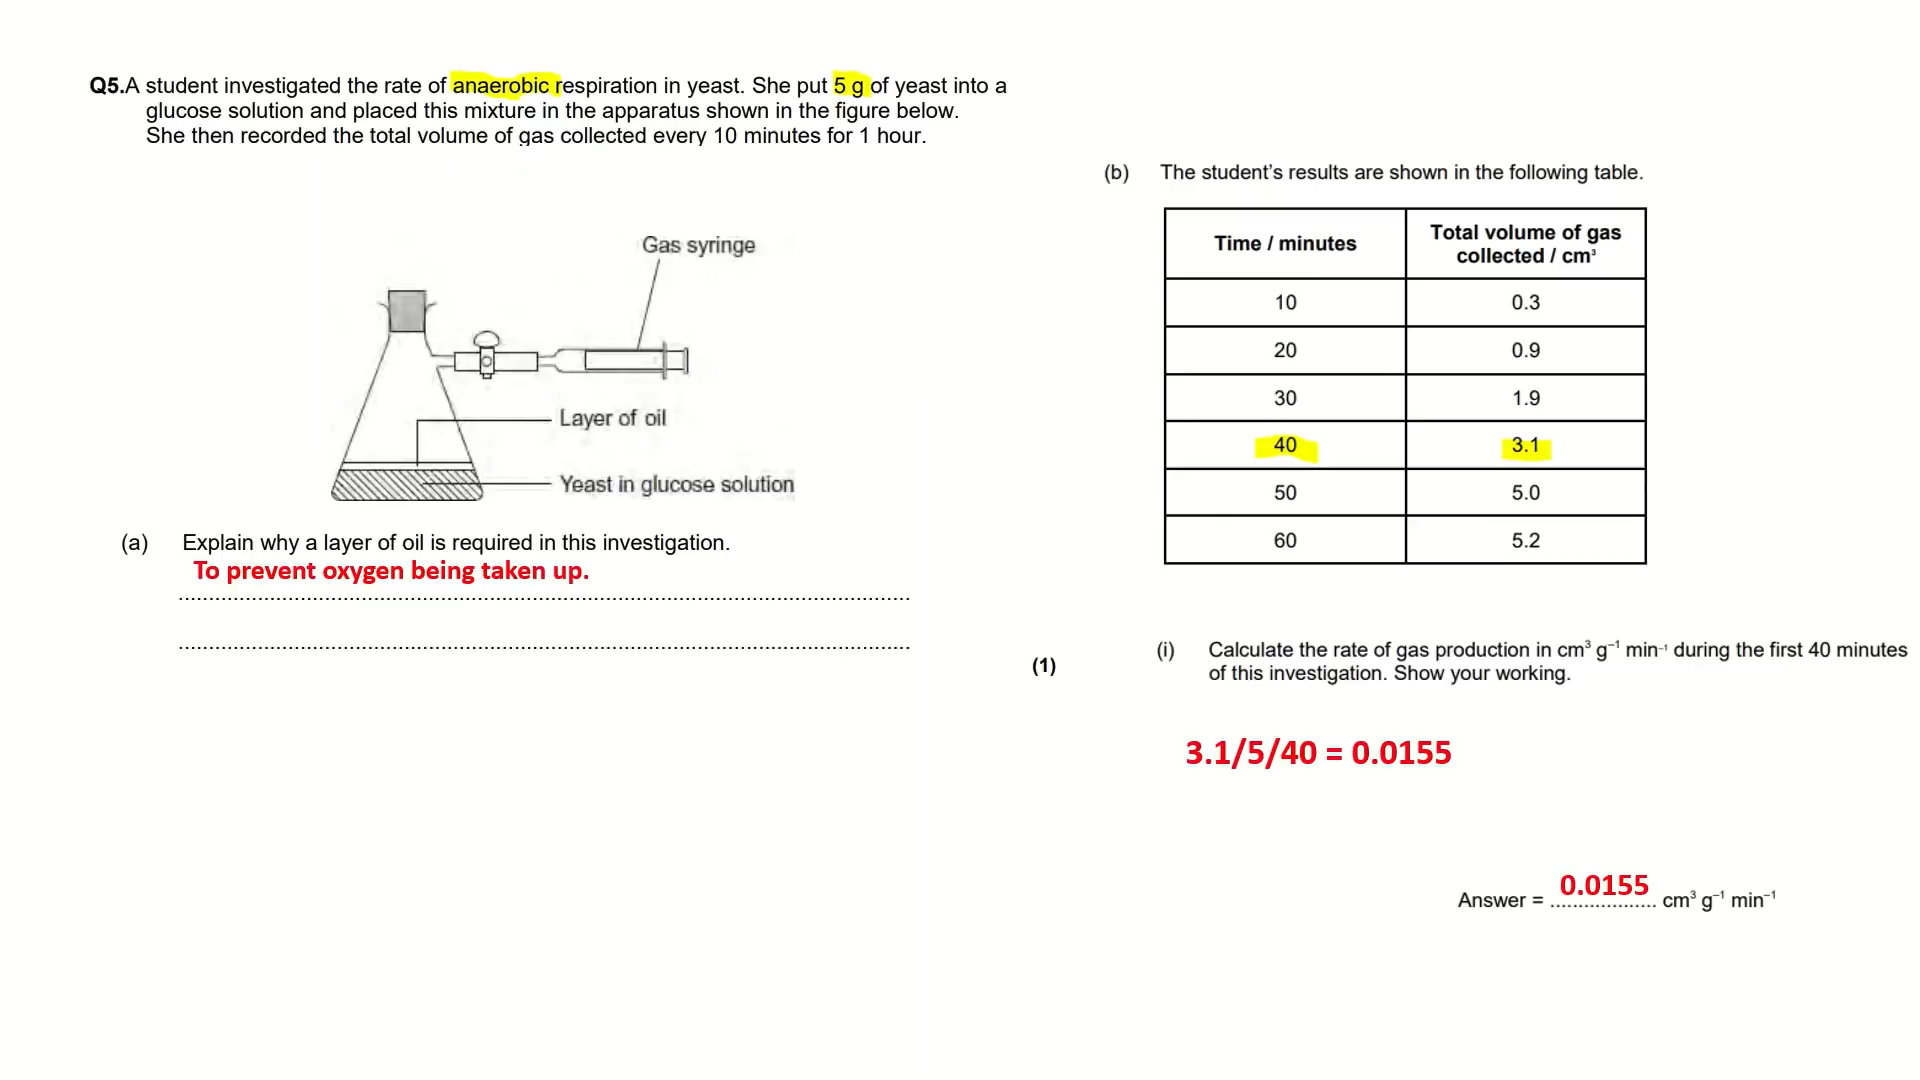 Q5.A student investigated the rate of anaerobic respiration in yeast. She put 5 g of yeast into a
glucose solution and placed this mixture in the apparatus shown in the figure below.
She then recorded the total volume of gas collected every 10 minutes for 1 hour.
Gas syringe
Layer of oil
Yeast in glucose solution
(a) Explain why a layer of oil is required in this investigation.
To prevent oxygen being taken up.
(1)
(b) The student's results are shown in the following table.
Time / minutes Total volume of gas collected / cm³
10 0.3
20 0.9
30 1.9
40 3.1
50 5.0
60 5.2
(i) Calculate the rate of gas production in cm³ g⁻¹ min⁻¹ during the first 40 minutes
of this investigation. Show your working.
3.1/5/40 = 0.0155
Answer = 0.0155 cm³ g⁻¹ min⁻¹